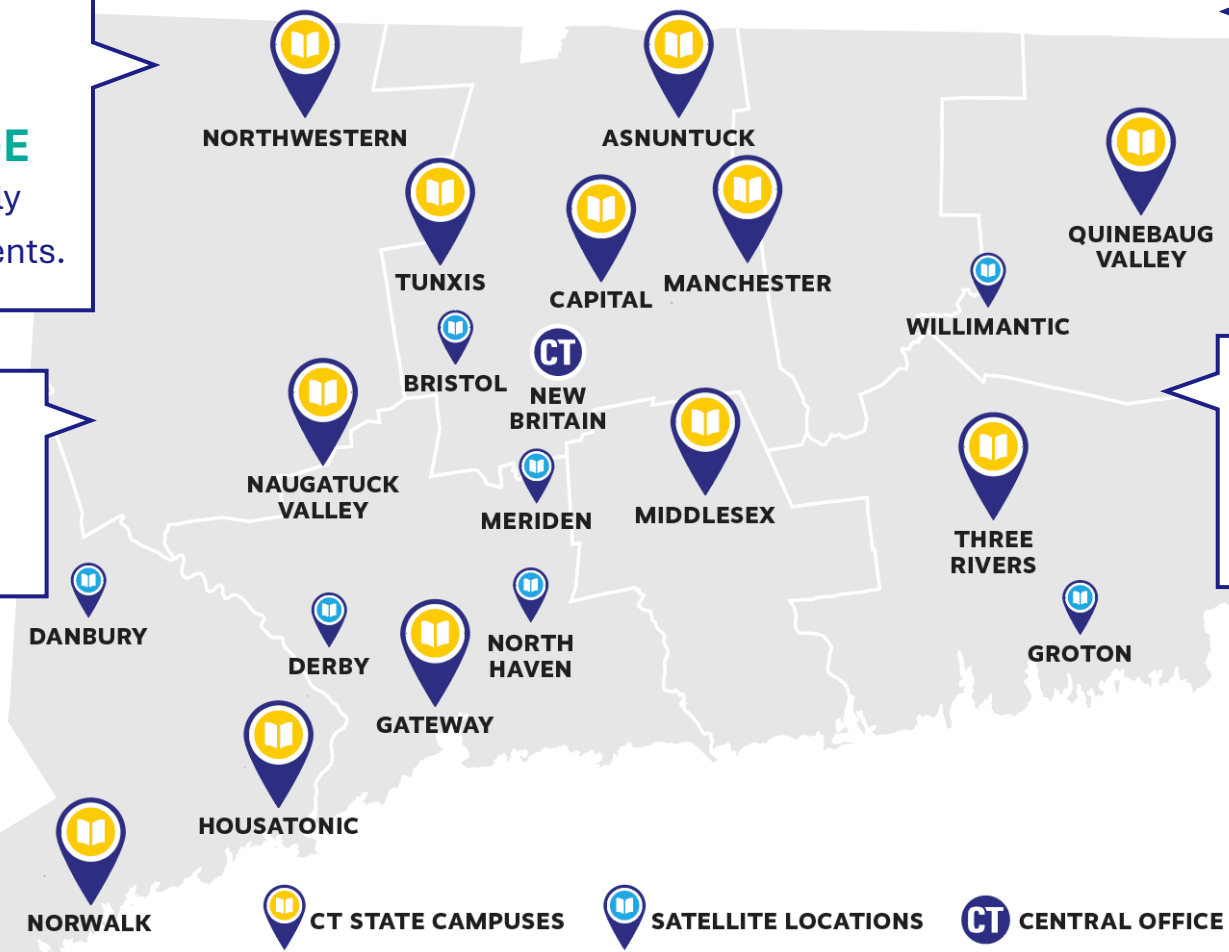 E
ly
ents.
NORTHWESTERN
ASNUNTUCK
TUNXIS
CAPITAL
MANCHESTER
QUINEBAUG
VALLEY
WILLIMANTIC
BRISTOL
CT
NEW
BRITAIN
NAUGATUCK
VALLEY
MERIDEN
MIDDLESEX
THREE
RIVERS
DANBURY
DERBY
NORTH
HAVEN
GROTON
GATEWAY
HOUSATONIC
NORWALK
CT STATE CAMPUSES
SATELLITE LOCATIONS
CT CENTRAL OFFICE